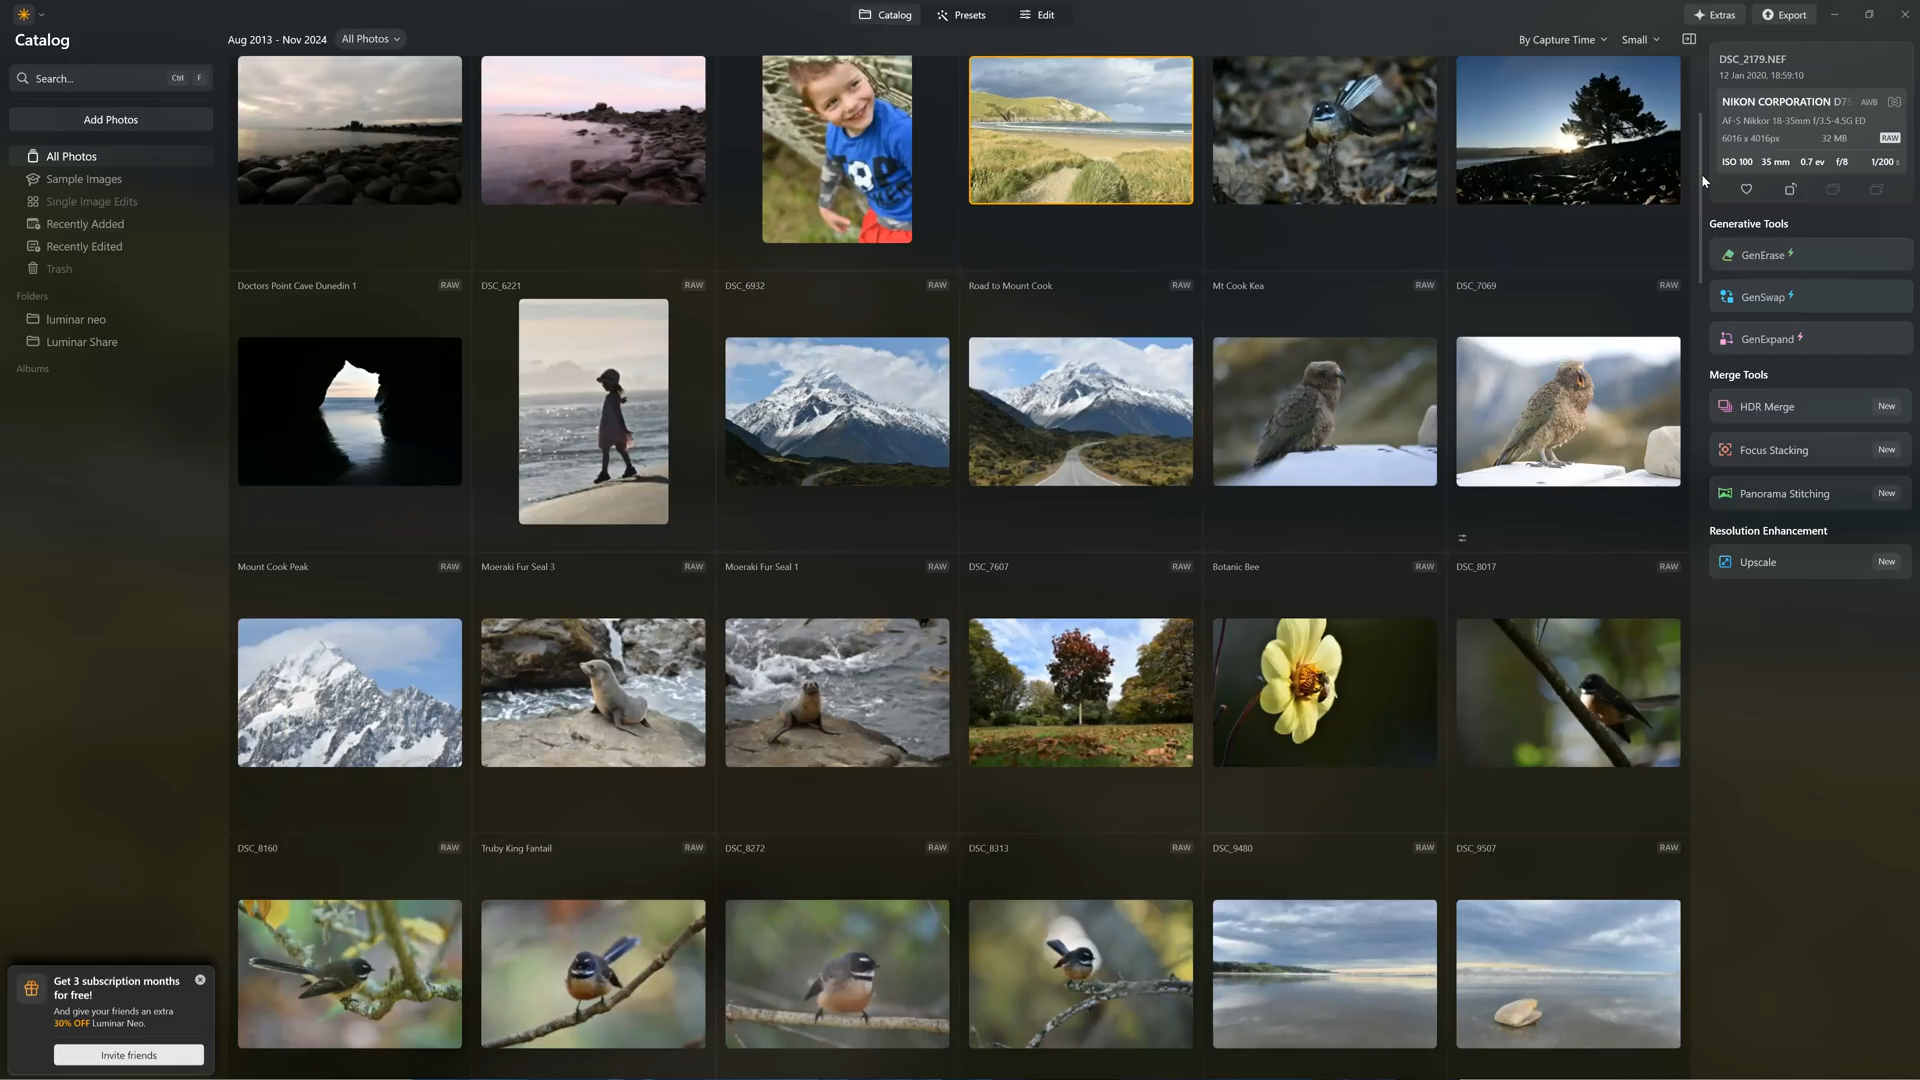 Catalog
Presets
Edit
Extras
Export
Catalog
Aug 2013 - Nov 2024
All Photos
By Capture Time
Small
Search...
Ctrl
F
Add Photos
All Photos
Sample Images
Single Image Edits
Recently Added
Recently Edited
Trash
Folders
luminar neo
Luminar Share
Albums
DSC_2179.NEF
12 Jan 2020, 18:59:10
NIKON CORPORATION D75
AWB
AF-S Nikkor 18-35mm f/3.5-4.5G ED
6016 x 4016px
32 MB
RAW
ISO 100
35 mm
0.7 ev
f/8
1/200 s
Generative Tools
GenErase
GenSwap
GenExpand
Merge Tools
HDR Merge
New
Focus Stacking
New
Panorama Stitching
New
Resolution Enhancement
Upscale
New
Doctors Point Cave Dunedin 1
RAW
DSC_6221
RAW
DSC_6932
RAW
Road to Mount Cook
RAW
Mt Cook Kea
RAW
DSC_7069
RAW
Mount Cook Peak
RAW
Moeraki Fur Seal 3
RAW
Moeraki Fur Seal 1
RAW
DSC_7607
RAW
Botanic Bee
RAW
DSC_8017
RAW
DSC_8160
RAW
Truby King Fantail
RAW
DSC_8272
RAW
DSC_8313
RAW
DSC_9480
RAW
DSC_9507
RAW
Get 3 subscription months
for free!
And give your friends an extra
30% OFF Luminar Neo.
Invite friends